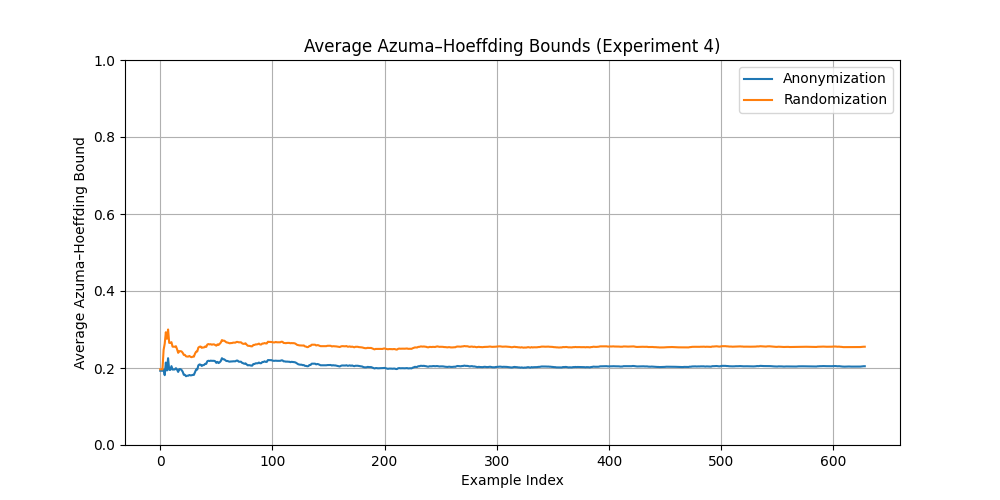 Average Azuma–Hoeffding Bounds (Experiment 4)
Anonymization
Randomization
Average Azuma–Hoeffding Bound
1.0
0.8
0.6
0.4
0.2
0.0
0 100 200 300 400 500 600
Example Index